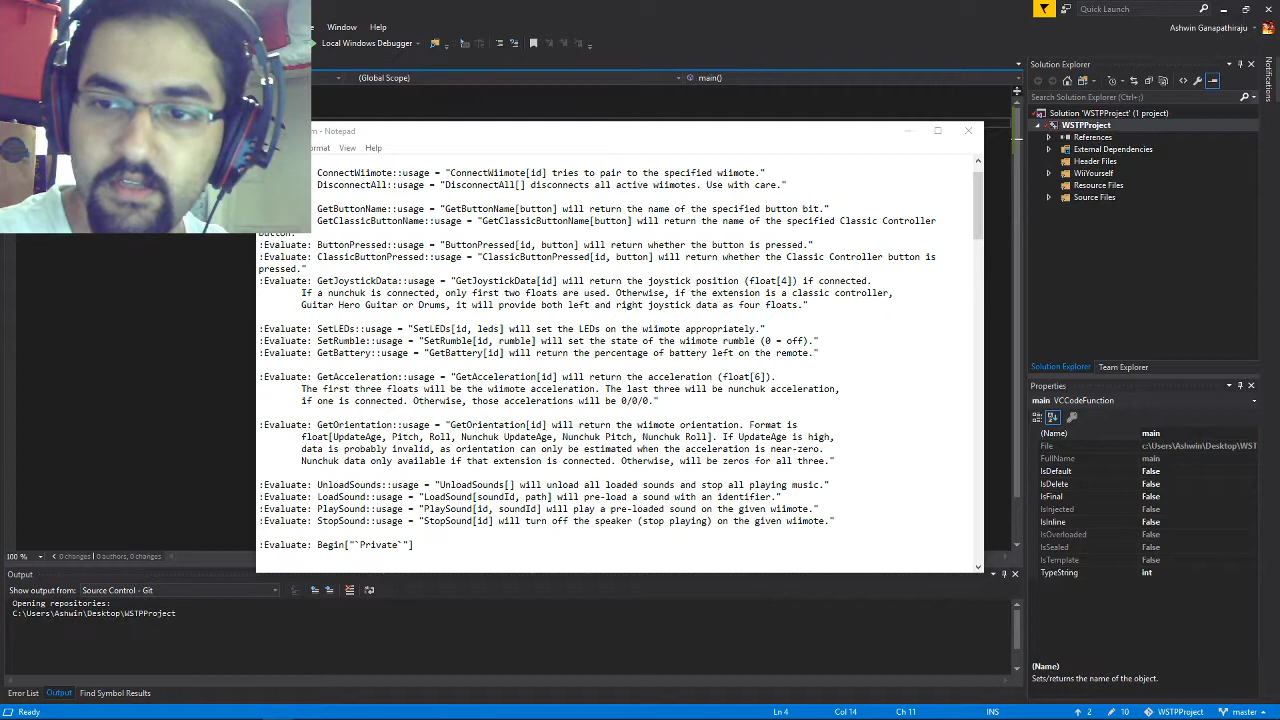 Window Help
Quick Launch
Ashwin Ganapathiraju
Local Windows Debugger
(Global Scope) main()
Notifications
Solution Explorer
Search Solution Explorer (Ctrl+;)
Solution 'WSTPProject' (1 project)
WSTPProject
References
External Dependencies
Header Files
WiiYourself
Resource Files
Source Files
Solution Explorer Team Explorer
m - Notepad
ormat View Help
ConnectWiimote::usage = "ConnectWiimote[id] tries to pair to the specified wiimote."
DisconnectAll::usage = "DisconnectAll[] disconnects all active wiimotes. Use with care."
GetButtonName::usage = "GetButtonName[button] will return the name of the specified button bit."
GetClassicButtonName::usage = "GetClassicButtonName[button] will return the name of the specified Classic Controller
button."
:Evaluate: ButtonPressed::usage = "ButtonPressed[id, button] will return whether the button is pressed."
:Evaluate: ClassicButtonPressed::usage = "ClassicButtonPressed[id, button] will return whether the Classic Controller button is
pressed."
:Evaluate: GetJoystickData::usage = "GetJoystickData[id] will return the joystick position (float[4]) if connected.
If a nunchuk is connected, only first two floats are used. Otherwise, if the extension is a classic controller,
Guitar Hero Guitar or Drums, it will provide both left and right joystick data as four floats."
:Evaluate: SetLEDs::usage = "SetLEDs[id, leds] will set the LEDs on the wiimote appropriately."
:Evaluate: SetRumble::usage = "SetRumble[id, rumble] will set the state of the wiimote rumble (0 = off)."
:Evaluate: GetBattery::usage = "GetBattery[id] will return the percentage of battery left on the remote."
:Evaluate: GetAcceleration::usage = "GetAcceleration[id] will return the acceleration (float[6]).
The first three floats will be the wiimote acceleration. The last three will be nunchuk acceleration,
if one is connected. Otherwise, those accelerations will be 0/0/0."
:Evaluate: GetOrientation::usage = "GetOrientation[id] will return the wiimote orientation. Format is
float[UpdateAge, Pitch, Roll, Nunchuk UpdateAge, Nunchuk Pitch, Nunchuk Roll]. If UpdateAge is high,
data is probably invalid, as orientation can only be estimated when the acceleration is near-zero.
Nunchuk data only available if that extension is connected. Otherwise, will be zeros for all three."
:Evaluate: UnloadSounds::usage = "UnloadSounds[] will unload all loaded sounds and stop all playing music."
:Evaluate: LoadSound::usage = "LoadSound[soundId, path] will pre-load a sound with an identifier."
:Evaluate: PlaySound::usage = "PlaySound[id, soundId] will play a pre-loaded sound on the given wiimote."
:Evaluate: StopSound::usage = "StopSound[id] will turn off the speaker (stop playing) on the given wiimote."
:Evaluate: Begin["`Private`"]
Properties
main VCCodeFunction
(Name) main
File c:\Users\Ashwin\Desktop\WST
FullName main
IsDefault False
IsDelete False
IsFinal False
IsInjected False
IsInline False
IsOverloaded False
IsSealed False
IsTemplate False
TypeString int
(Name)
Sets/returns the name of the object.
100 % 0 changes | 0 authors, 0 changes
Output
Show output from: Source Control - Git
Opening repositories:
C:\Users\Ashwin\Desktop\WSTPProject
Error List Output Find Symbol Results
Ready Ln 4 Col 14 Ch 11 INS 2 10 WSTPProject master